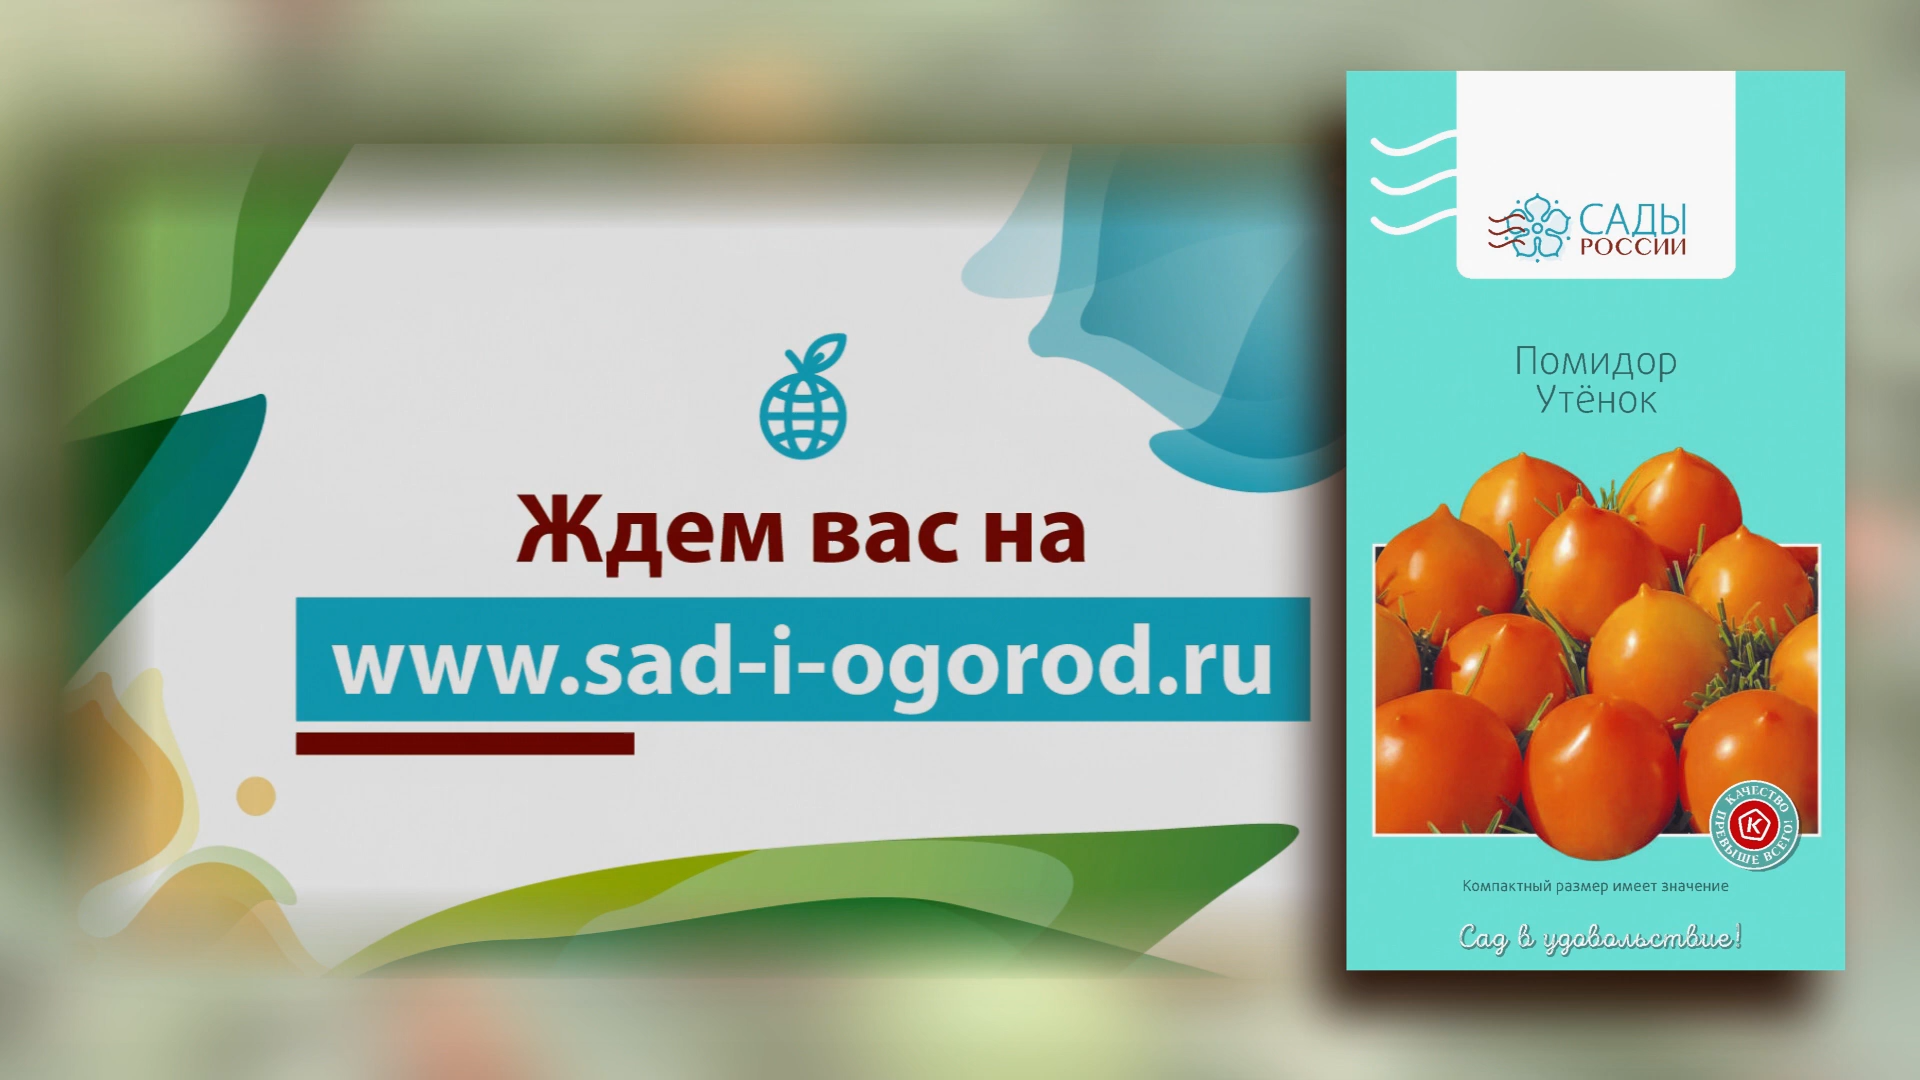 Ждем вас на
www.sad-i-ogorod.ru
САДЫ
РОССИИ
Помидор
Утёнок
КАЧЕСТВО
ПРЕВЫШЕ ВСЕГО!
К
Компактный размер имеет значение
Сад в удовольствие!